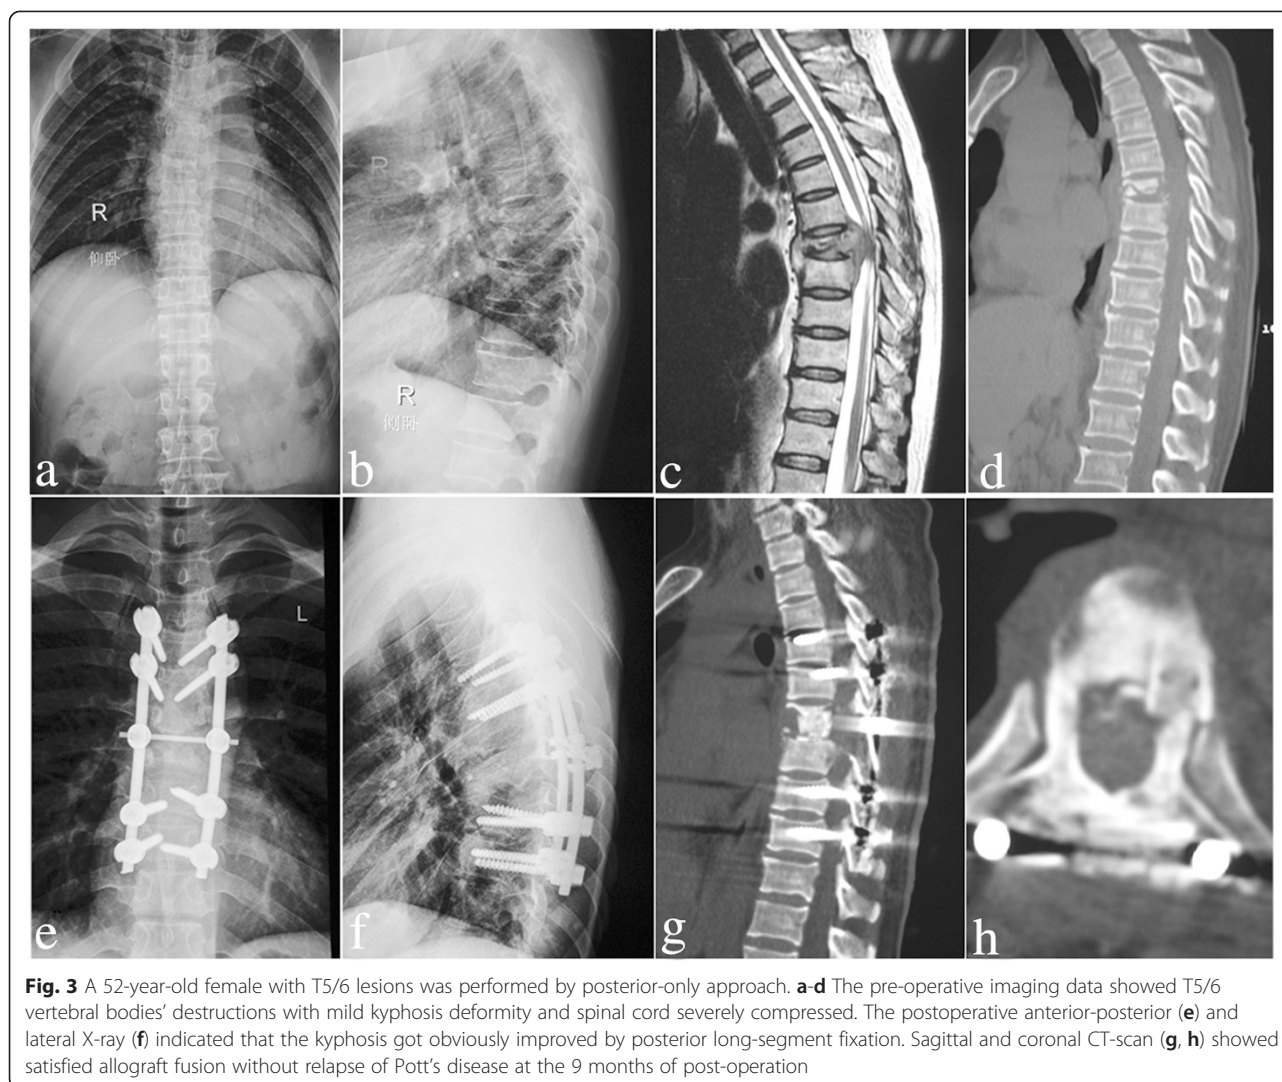 R
仰卧
a
R
R
侧卧
b
c
d
L
e
f
g
h
Fig. 3 A 52-year-old female with T5/6 lesions was performed by posterior-only approach. a-d The pre-operative imaging data showed T5/6
vertebral bodies’ destructions with mild kyphosis deformity and spinal cord severely compressed. The postoperative anterior-posterior (e) and
lateral X-ray (f) indicated that the kyphosis got obviously improved by posterior long-segment fixation. Sagittal and coronal CT-scan (g, h) showed
satisfied allograft fusion without relapse of Pott’s disease at the 9 months of post-operation